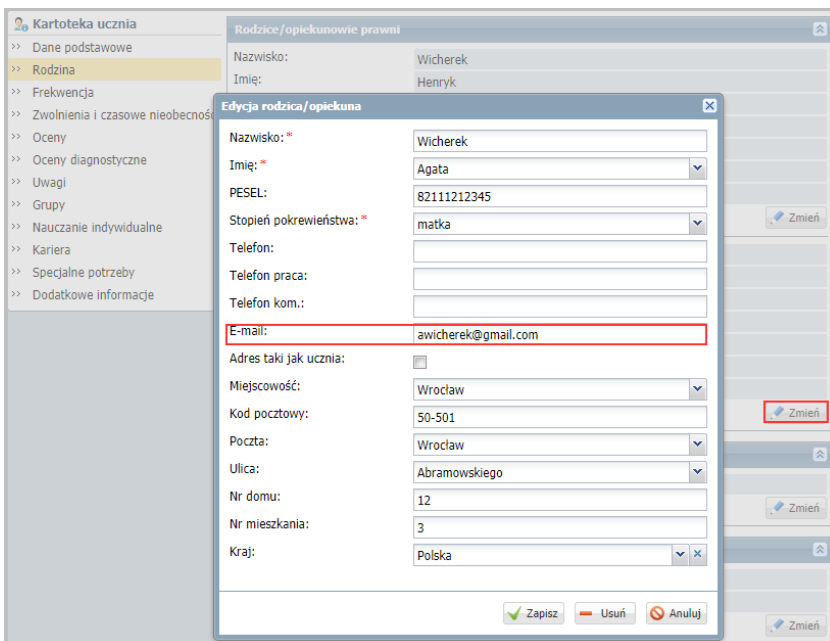 Kartoteka ucznia
>> Dane podstawowe
>> Rodzina
>> Frekwencja
>> Zwolnienia i czasowe nieobecnośc
>> Oceny
>> Oceny diagnostyczne
>> Uwagi
>> Grupy
>> Nauczanie indywidualne
>> Kariera
>> Specjalne potrzeby
>> Dodatkowe informacje
Rodzice/opiekunowie prawni
Nazwisko: Wicherek
Imię: Henryk
Edycja rodzica/opiekuna
Nazwisko: * Wicherek
Imię: * Agata
PESEL: 82111212345
Stopień pokrewieństwa: * matka
Telefon:
Telefon praca:
Telefon kom.:
E-mail: awicherek@gmail.com
Adres taki jak ucznia:
Miejscowość: Wrocław
Kod pocztowy: 50-501
Poczta: Wrocław
Ulica: Abramowskiego
Nr domu: 12
Nr mieszkania: 3
Kraj: Polska
Zapisz Usuń Anuluj
Zmień
Zmień
Zmień
Zmień